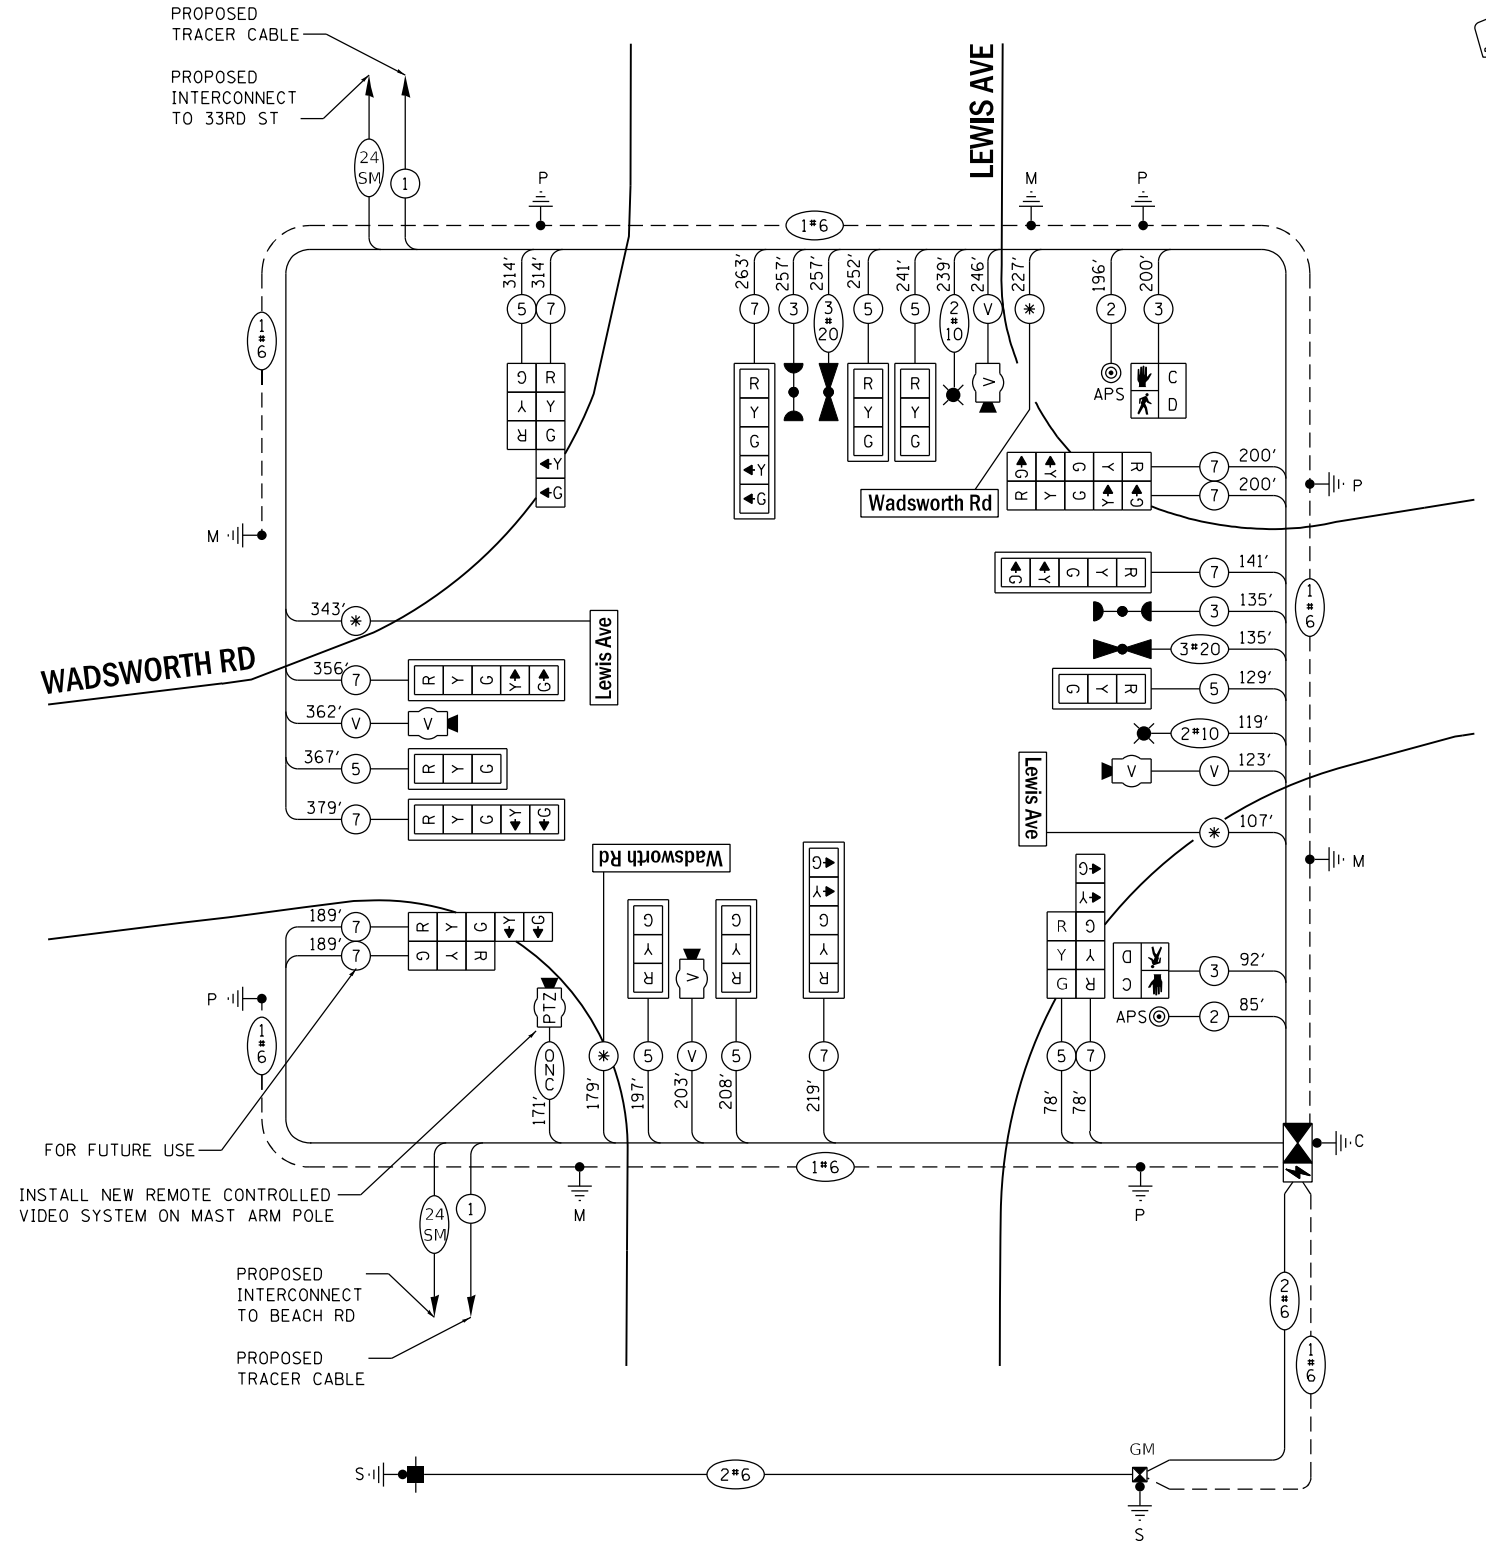 PROPOSED
TRACER CABLE
PROPOSED
INTERCONNECT
TO 33RD ST
24
SM
1
LEWIS AVE
P
M
P
1#6
314'
314'
263'
257'
257'
252'
241'
239'
246'
227'
196'
200'
5
7
7
3
3
#
20
5
5
2
#
10
V
*
2
3
1
#
6
G
R
Y
Y
R
G
Y
G
R
Y
G
Y
G
R
Y
G
R
Y
G
V
APS
C
D
Wadsworth Rd
G Y G Y R
7
200'
R Y G Y G
7
200'
P
M
G Y G Y R
7
141'
3
135'
1
#
6
3#20
135'
G Y R
5
129'
2#10
119'
V
V
123'
343'
*
Lewis Ave
WADSWORTH RD
356'
7
R Y G Y G
362'
V
V
367'
5
R Y G
379'
7
R Y G Y G
Lewis Ave
*
107'
M
Wadsworth Rd
189'
7
R Y G Y G
189'
7
G Y R
P
1
#
6
PTZ
G
Y
R
V
G
Y
R
G
Y
G
Y
R
G
Y
R
G
Y
Y
G
R
D
C
3
92'
APS
2
85'
ONC
*
5
V
5
7
5
7
171'
179'
197'
203'
208'
219'
78'
78'
FOR FUTURE USE
C
1#6
INSTALL NEW REMOTE CONTROLLED
VIDEO SYSTEM ON MAST ARM POLE
M
P
24
SM
1
PROPOSED
INTERCONNECT
TO BEACH RD
PROPOSED
TRACER CABLE
2
#
6
1
#
6
S
2#6
GM
S